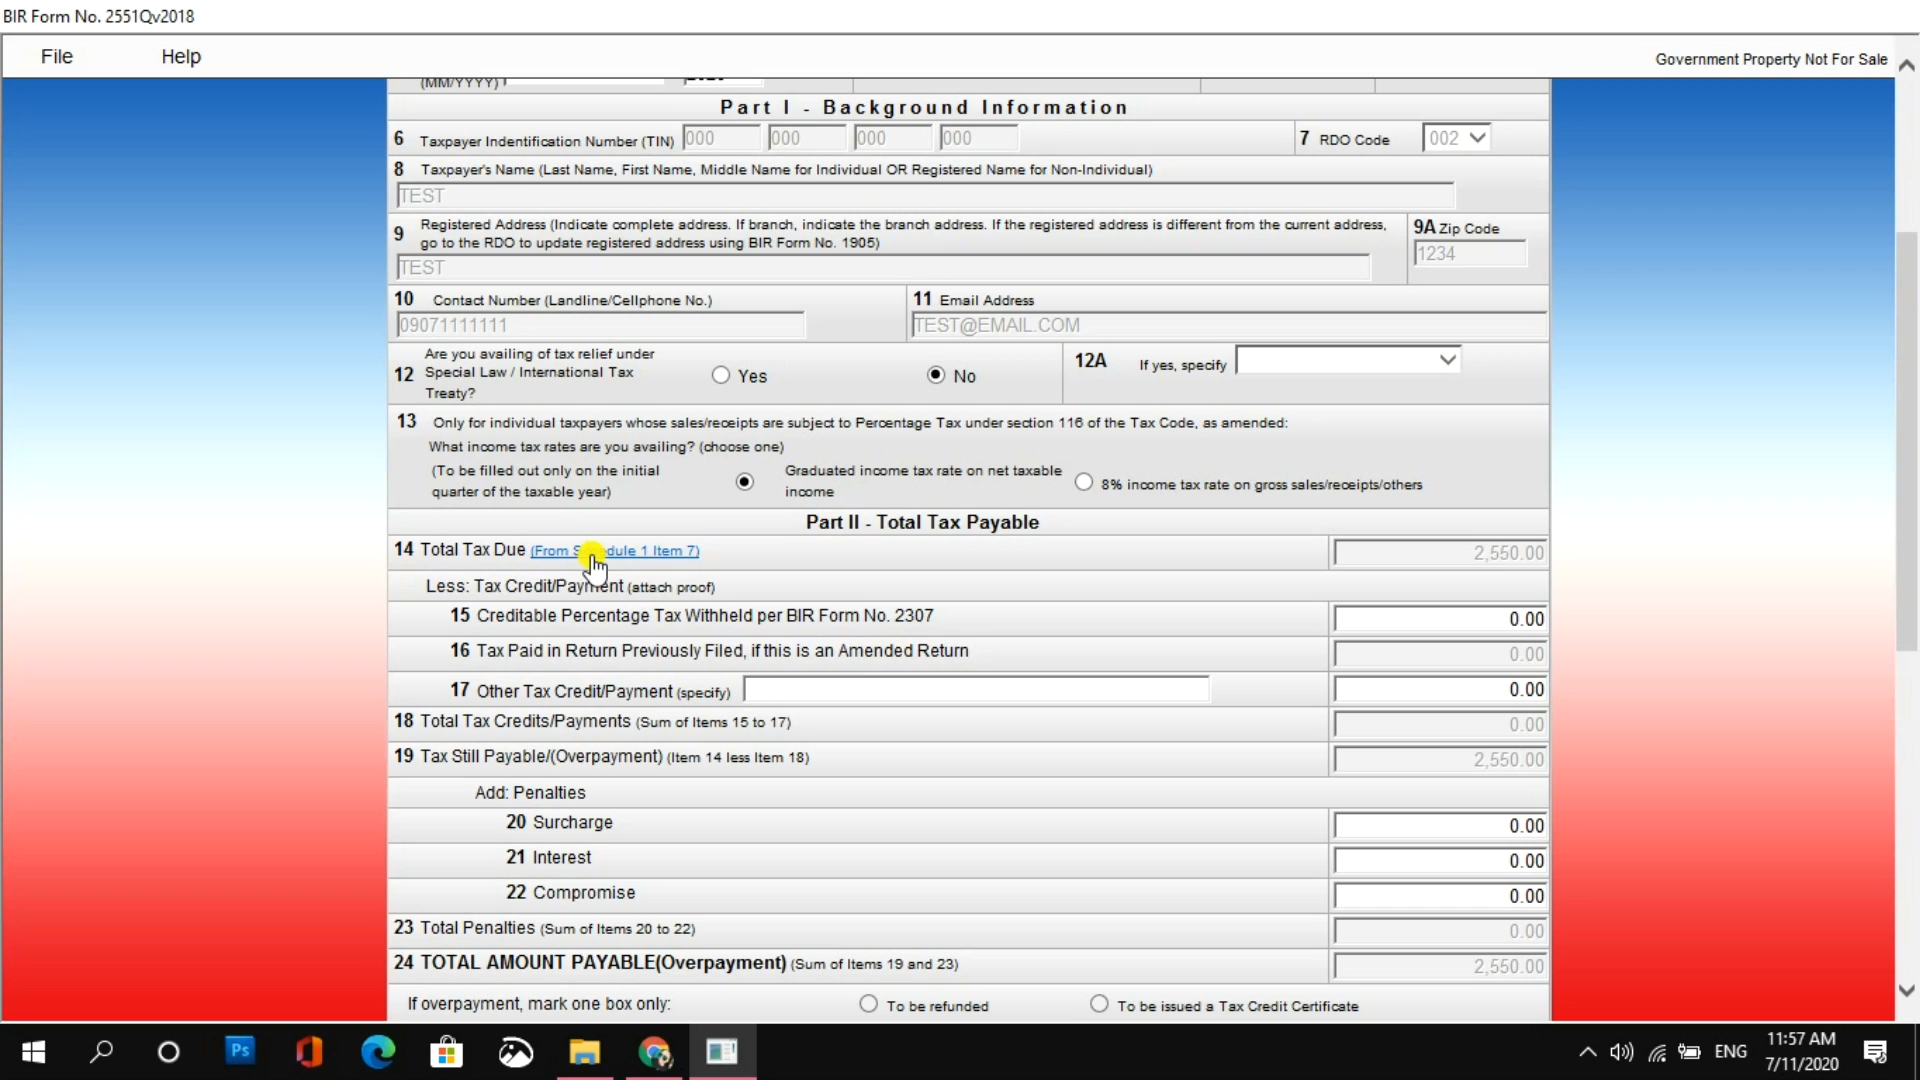 BIR Form No. 2551Qv2018
File Help Government Property Not For Sale
(MM/YYYY)
Part I - Background Information
6 Taxpayer Indentification Number (TIN) 000 000 000 000 7 RDO Code 002
8 Taxpayer's Name (Last Name, First Name, Middle Name for Individual OR Registered Name for Non-Individual)
TEST
9 Registered Address (Indicate complete address. If branch, indicate the branch address. If the registered address is different from the current address, go to the RDO to update registered address using BIR Form No. 1905) 9A Zip Code
TEST 1234
10 Contact Number (Landline/Cellphone No.) 11 Email Address
09071111111 TEST@EMAIL.COM
12 Are you availing of tax relief under Special Law / International Tax Treaty? Yes No 12A If yes, specify
13 Only for individual taxpayers whose sales/receipts are subject to Percentage Tax under section 116 of the Tax Code, as amended:
What income tax rates are you availing? (choose one)
(To be filled out only on the initial quarter of the taxable year) Graduated income tax rate on net taxable income 8% income tax rate on gross sales/receipts/others
Part II - Total Tax Payable
14 Total Tax Due (From Schedule 1 Item 7) 2,550.00
Less: Tax Credit/Payment (attach proof)
15 Creditable Percentage Tax Withheld per BIR Form No. 2307 0.00
16 Tax Paid in Return Previously Filed, if this is an Amended Return 0.00
17 Other Tax Credit/Payment (specify) 0.00
18 Total Tax Credits/Payments (Sum of Items 15 to 17) 0.00
19 Tax Still Payable/(Overpayment) (Item 14 less Item 18) 2,550.00
Add: Penalties
20 Surcharge 0.00
21 Interest 0.00
22 Compromise 0.00
23 Total Penalties (Sum of Items 20 to 22) 0.00
24 TOTAL AMOUNT PAYABLE(Overpayment) (Sum of Items 19 and 23) 2,550.00
If overpayment, mark one box only: To be refunded To be issued a Tax Credit Certificate
Ps ENG 11:57 AM
7/11/2020